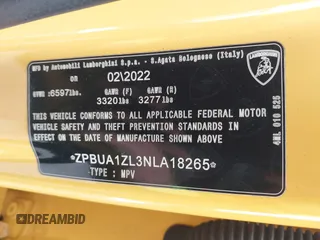 MFG BY Automobili Lamborghini S.p.a. - S.Agata Bolognese (Italy)
ON 02\2022
GVWR :6597lbs GAWR (F) GAWR (R)
3320lbs 3277lbs
THIS VEHICLE CONFORMS TO ALL APPLICABLE FEDERAL MOTOR
VEHICLE SAFETY, BUMPER AND THEFT PREVENTION STANDARDS
IN EFFECT ON THE DATE OF MANUFACTURE SHOWN ABOVE
*ZPBUA1ZL3NLA18265*
TYPE : MPV
4ML 010 525
DREAMBID